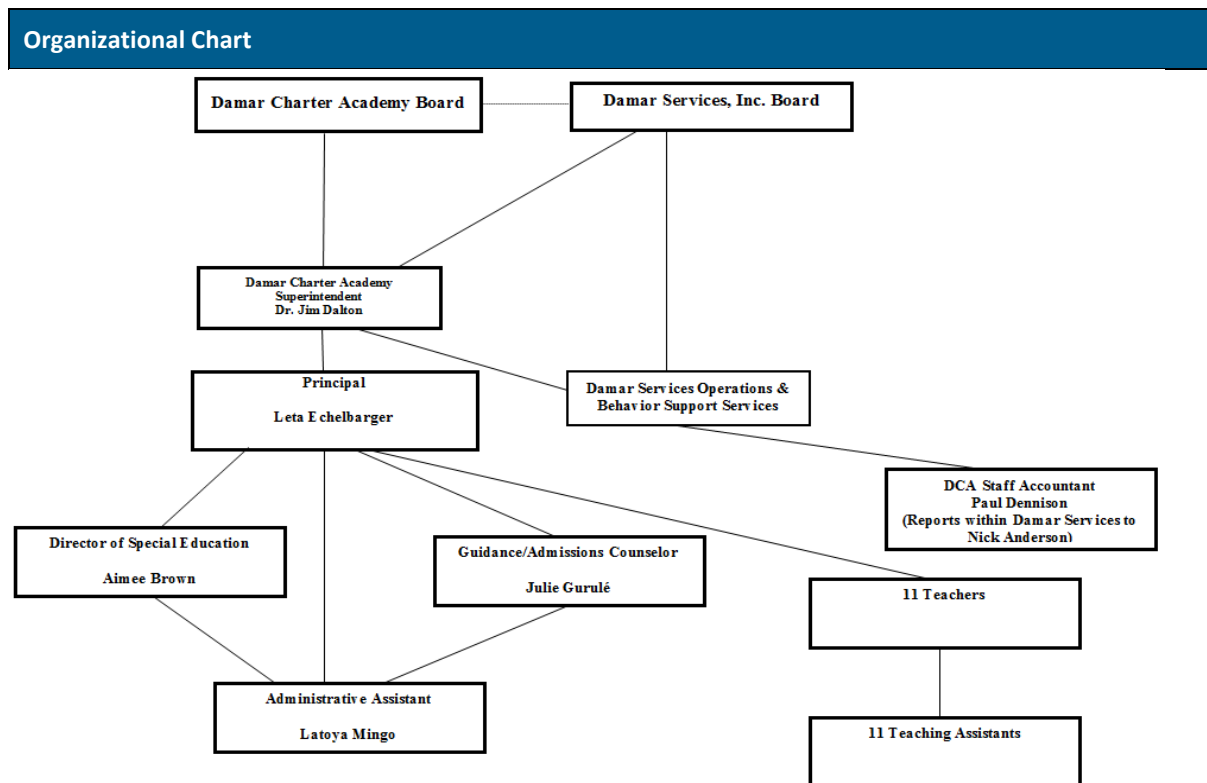 Organizational Chart
Damar Charter Academy Board
Damar Services, Inc. Board
Damar Charter Academy
Superintendent
Dr. Jim Dalton
Principal
Leta Echelbarger
Damar Services Operations &
Behavior Support Services
DCA Staff Accountant
Paul Dennison
(Reports within Damar Services to
Nick Anderson)
Director of Special Education
Aimee Brown
Guidance/Admissions Counselor
Julie Gurulé
11 Teachers
Administrative Assistant
Latoya Mingo
11 Teaching Assistants